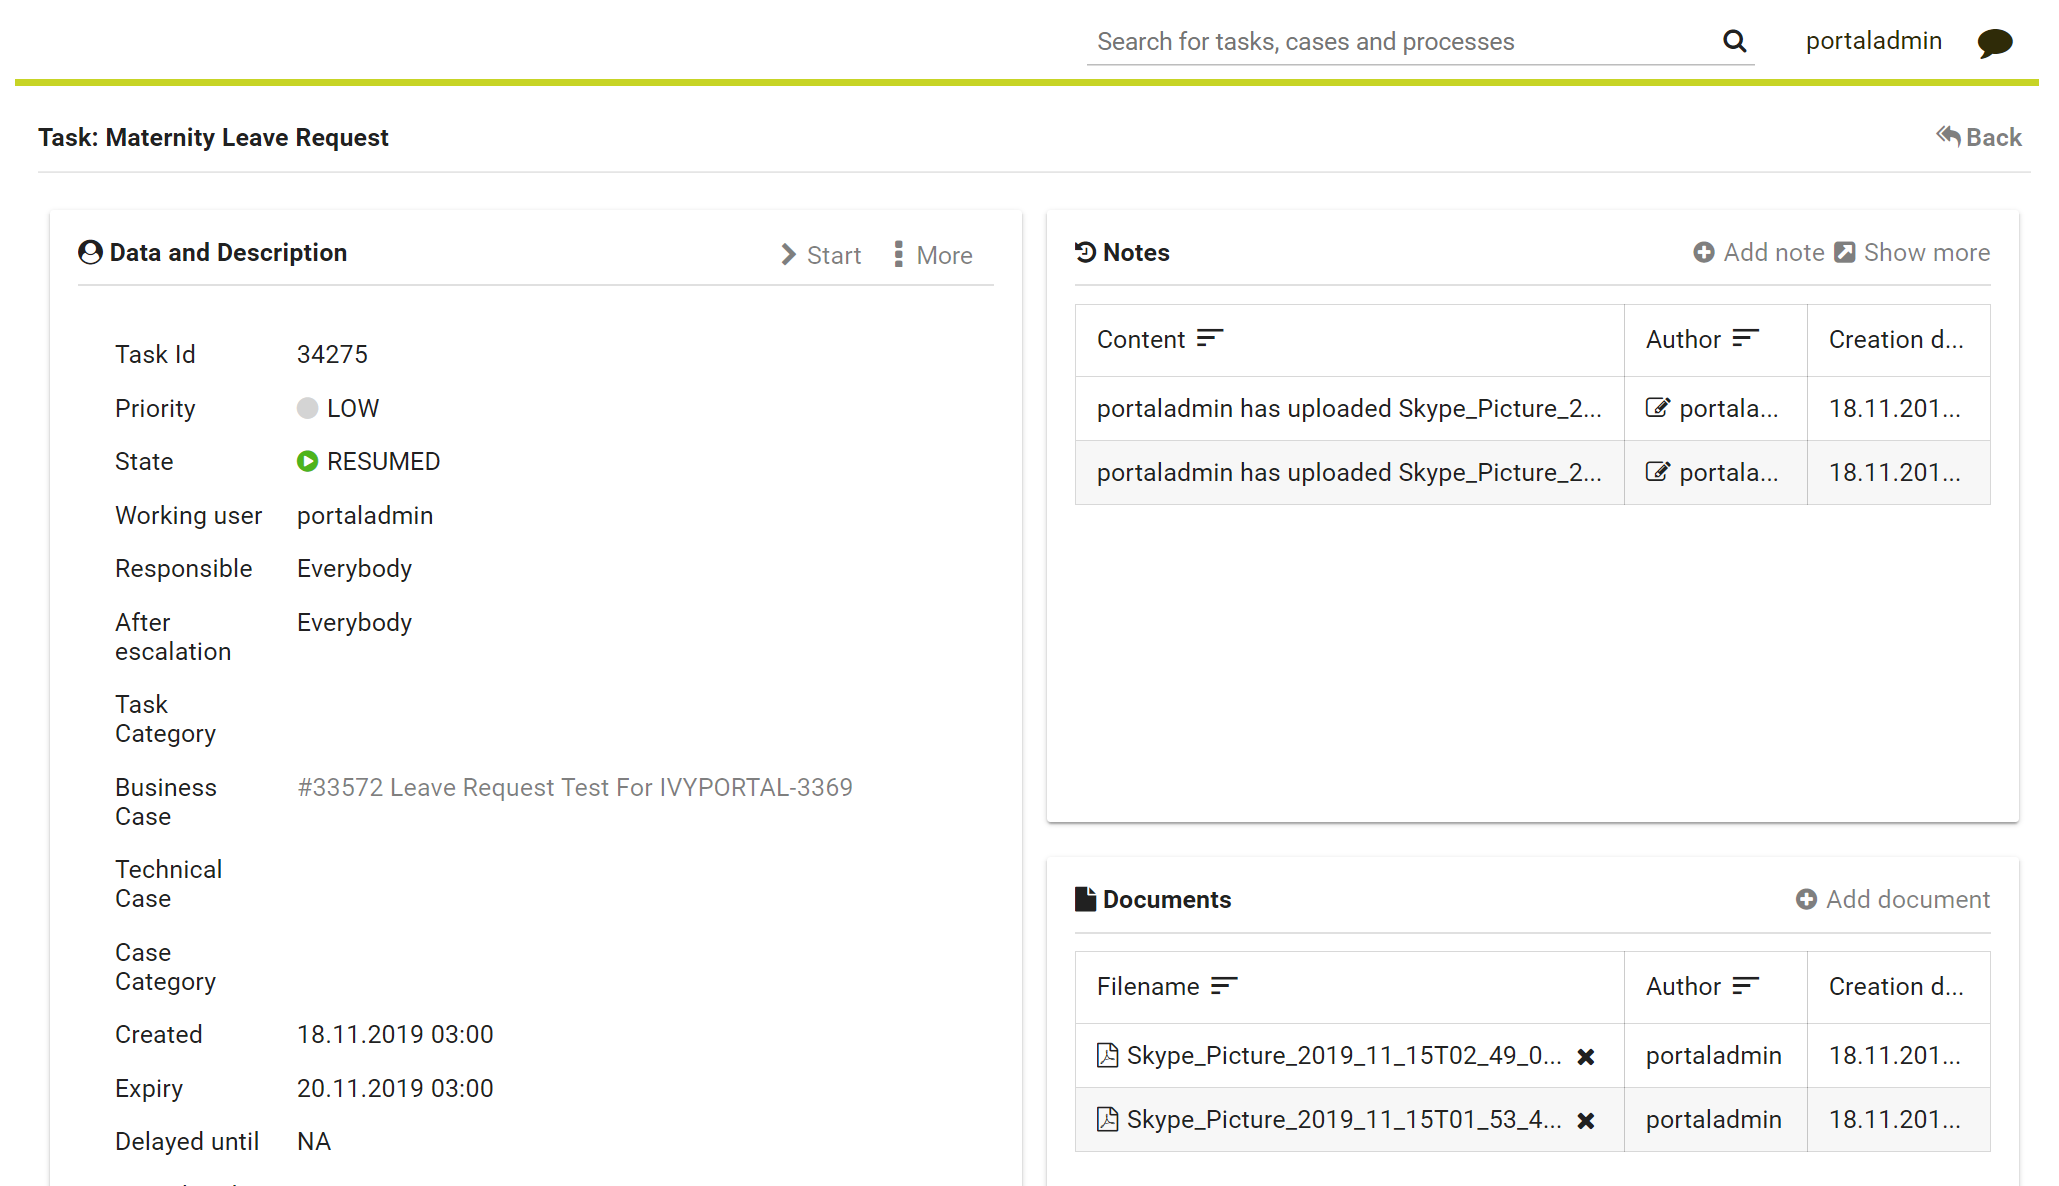 Search for tasks, cases and processes
portaladmin
Task: Maternity Leave Request
Back
Data and Description
Start
More
Task Id 34275
Priority LOW
State RESUMED
Working user portaladmin
Responsible Everybody
After escalation Everybody
Task Category
Business Case #33572 Leave Request Test For IVYPORTAL-3369
Technical Case
Case Category
Created 18.11.2019 03:00
Expiry 20.11.2019 03:00
Delayed until NA
Notes
Add note Show more
Content Author Creation d...
portaladmin has uploaded Skype_Picture_2... portala... 18.11.201...
portaladmin has uploaded Skype_Picture_2... portala... 18.11.201...
Documents
Add document
Filename Author Creation d...
Skype_Picture_2019_11_15T02_49_0... portaladmin 18.11.201...
Skype_Picture_2019_11_15T01_53_4... portaladmin 18.11.201...